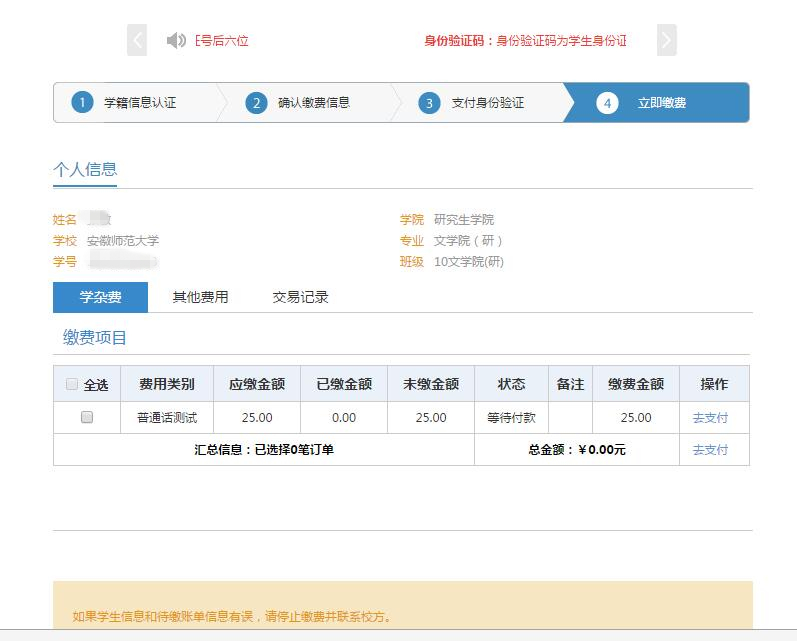 证号后六位 身份验证码：身份验证码为学生身份证
1 学籍信息认证 2 确认缴费信息 3 支付身份验证 4 立即缴费
个人信息
姓名 学院 研究生学院
学校 安徽师范大学 专业 文学院（研）
学号 班级 10文学院(研)
学杂费 其他费用 交易记录
缴费项目
全选 费用类别 应缴金额 已缴金额 未缴金额 状态 备注 缴费金额 操作
普通话测试 25.00 0.00 25.00 等待付款 25.00 去支付
汇总信息：已选择0笔订单 总金额：￥0.00元 去支付
如果学生信息和待缴账单信息有误，请停止缴费并联系校方。